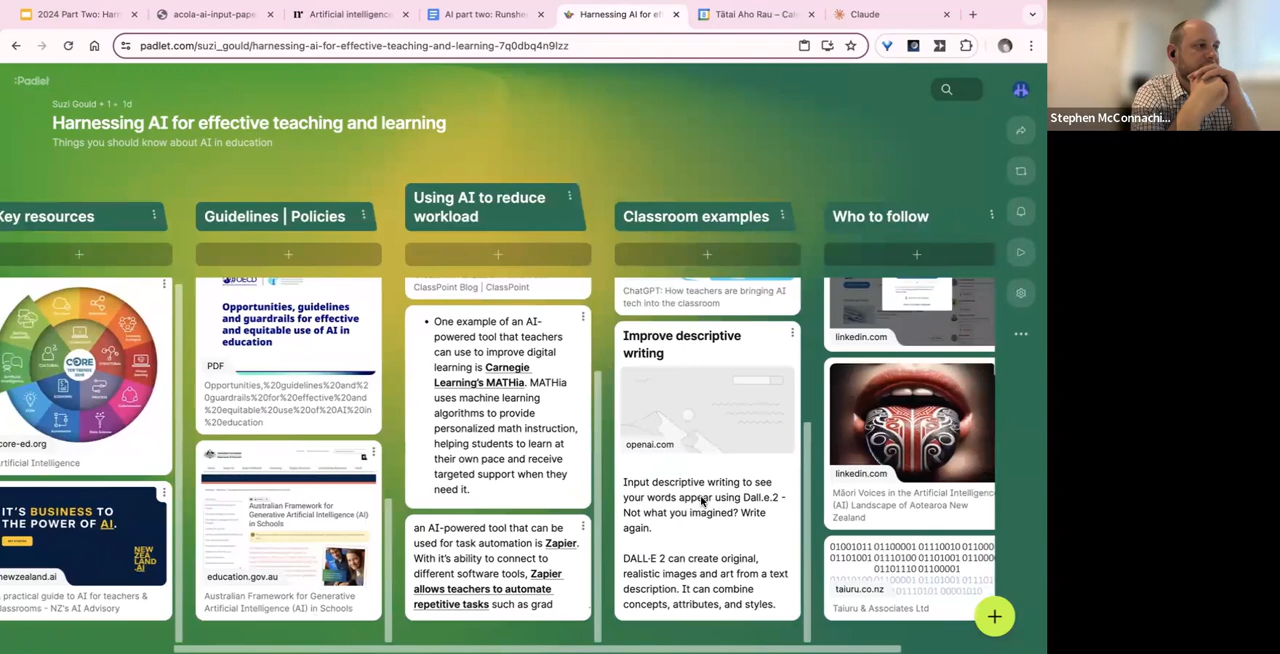 2024 Part Two: Har
acola-ai-input-pape
Artificial intelligence
AI part two: Runshe
Harnessing AI for ef
Tātai Aho Rau – Cal
Claude
padlet.com/suzi_gould/harnessing-ai-for-effective-teaching-and-learning-7q0dbq4n9lzz
:Padlet
Suzi Gould + 1 • 1d
Harnessing AI for effective teaching and learning
Things you should know about AI in education
Stephen McConnachi...
Key resources
CORE
core-ed.org
rtificial Intelligence
IT'S BUSINESS TO
THE POWER OF AI.
NEW
ZEA
LAND
.AI
newzealand.ai
practical guide to AI for teachers &
lassrooms - NZ's AI Advisory
Guidelines | Policies
Opportunities, guidelines
and guardrails for effective
and equitable use of AI in
education
PDF
Opportunities,%20guidelines%20and%2
0guardrails%20for%20effective%20and
%20equitable%20use%20of%20AI%20in
%20education
Australian Framework for
Generative Artificial Intelligence (AI)
in Schools
education.gov.au
Australian Framework for Generative
Artificial Intelligence (AI) in Schools
Using AI to reduce
workload
ClassPoint Blog | ClassPoint
• One example of an AI-
powered tool that teachers
can use to improve digital
learning is Carnegie
Learning's MATHia. MATHia
uses machine learning
algorithms to provide
personalized math instruction,
helping students to learn at
their own pace and receive
targeted support when they
need it.
an AI-powered tool that can be
used for task automation is Zapier.
With it's ability to connect to
different software tools, Zapier
allows teachers to automate
repetitive tasks such as grad
Classroom examples
ChatGPT: How teachers are bringing AI
tech into the classroom
Improve descriptive
writing
openai.com
Input descriptive writing to see
your words appear using Dall.e.2 -
Not what you imagined? Write
again.
DALL·E 2 can create original,
realistic images and art from a text
description. It can combine
concepts, attributes, and styles.
Who to follow
linkedin.com
linkedin.com
Māori Voices in the Artificial Intelligence
(AI) Landscape of Aotearoa New
Zealand
01001011 01100001 01110010 0110000
taiuru.co.nz
Taiuru & Associates Ltd